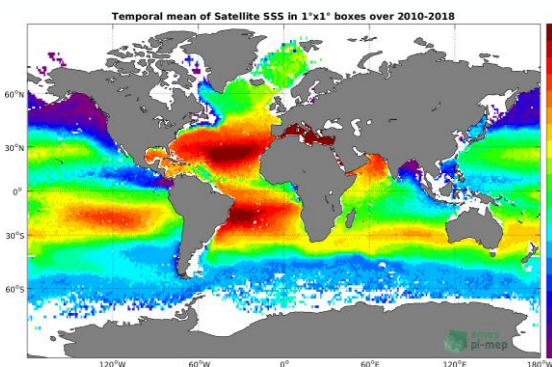 Temporal mean of Satellite SSS in 1°x1° boxes over 2010-2018
60°N
30°N
0°
30°S
60°S
120°W
60°W
0°
60°E
120°E
180°W
pi-mep